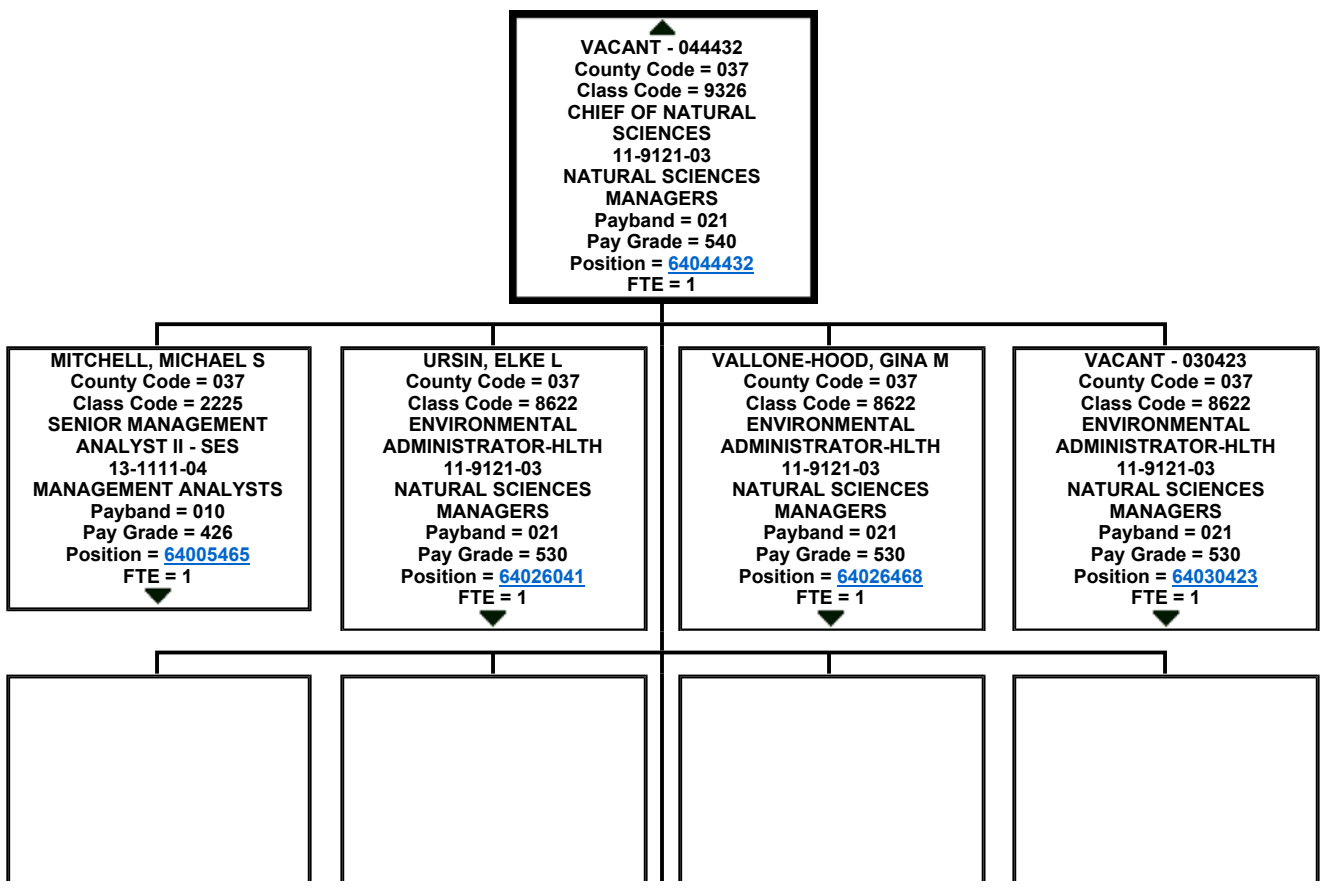 VACANT - 044432
County Code = 037
Class Code = 9326
CHIEF OF NATURAL
SCIENCES
11-9121-03
NATURAL SCIENCES
MANAGERS
Payband = 021
Pay Grade = 540
Position = 64044432
FTE = 1
MITCHELL, MICHAEL S
County Code = 037
Class Code = 2225
SENIOR MANAGEMENT
ANALYST II - SES
13-1111-04
MANAGEMENT ANALYSTS
Payband = 010
Pay Grade = 426
Position = 64005465
FTE = 1
URSIN, ELKE L
County Code = 037
Class Code = 8622
ENVIRONMENTAL
ADMINISTRATOR-HLTH
11-9121-03
NATURAL SCIENCES
MANAGERS
Payband = 021
Pay Grade = 530
Position = 64026041
FTE = 1
VALLONE-HOOD, GINA M
County Code = 037
Class Code = 8622
ENVIRONMENTAL
ADMINISTRATOR-HLTH
11-9121-03
NATURAL SCIENCES
MANAGERS
Payband = 021
Pay Grade = 530
Position = 64026468
FTE = 1
VACANT - 030423
County Code = 037
Class Code = 8622
ENVIRONMENTAL
ADMINISTRATOR-HLTH
11-9121-03
NATURAL SCIENCES
MANAGERS
Payband = 021
Pay Grade = 530
Position = 64030423
FTE = 1